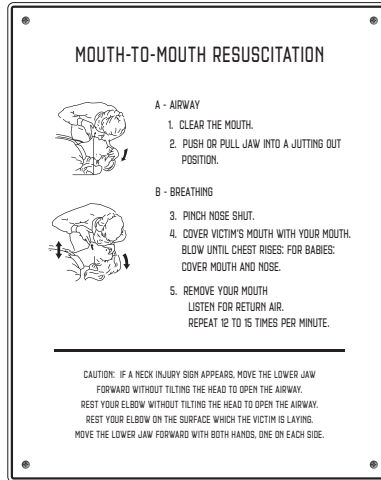 MOUTH-TO-MOUTH RESUSCITATION
A - AIRWAY
1. CLEAR THE MOUTH.
2. PUSH OR PULL JAW INTO A JUTTING OUT
POSITION.
B - BREATHING
3. PINCH NOSE SHUT.
4. COVER VICTIM'S MOUTH WITH YOUR MOUTH.
BLOW UNTIL CHEST RISES: FOR BABIES:
COVER MOUTH AND NOSE.
5. REMOVE YOUR MOUTH
LISTEN FOR RETURN AIR.
REPEAT 12 TO 15 TIMES PER MINUTE.
CAUTION: IF A NECK INJURY SIGN APPEARS, MOVE THE LOWER JAW
FORWARD WITHOUT TILTING THE HEAD TO OPEN THE AIRWAY.
REST YOUR ELBOW WITHOUT TILTING THE HEAD TO OPEN THE AIRWAY.
REST YOUR ELBOW ON THE SURFACE WHICH THE VICTIM IS LAYING.
MOVE THE LOWER JAW FORWARD WITH BOTH HANDS, ONE ON EACH SIDE.